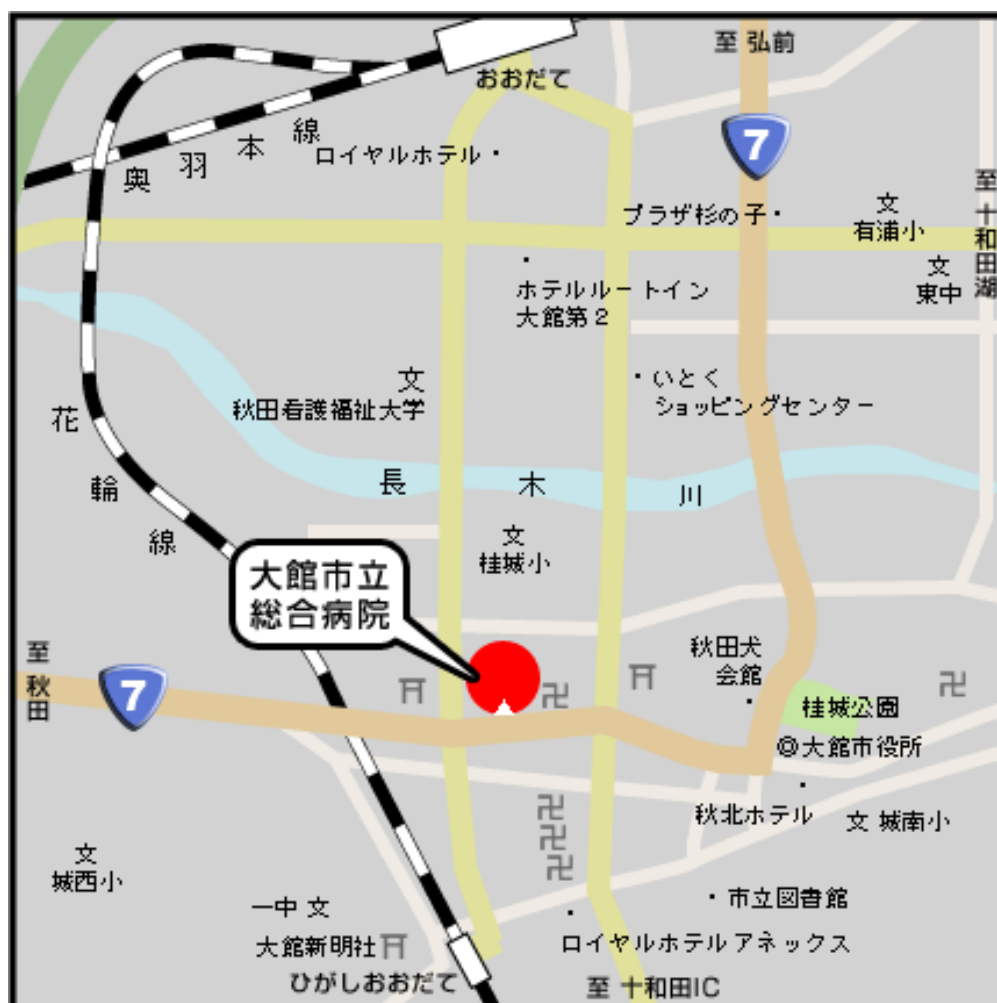 至 弘前
おおだて
7
奥羽本線
ロイヤルホテル
至 十和田湖
プラザ杉の子
文
有浦小
文
東中
ホテルルートイン
大館第2
文
秋田看護福祉大学
いとく
ショッピングセンター
花輪線
長木川
文
桂城小
大館市立
総合病院
至 秋田
7
秋田犬
会館
卍
卍
桂城公園
◎大館市役所
秋北ホテル
文 城南小
卍
卍
卍
文
城西小
一中 文
市立図書館
大館新明社
ロイヤルホテルアネックス
ひがしおおだて
至 十和田IC